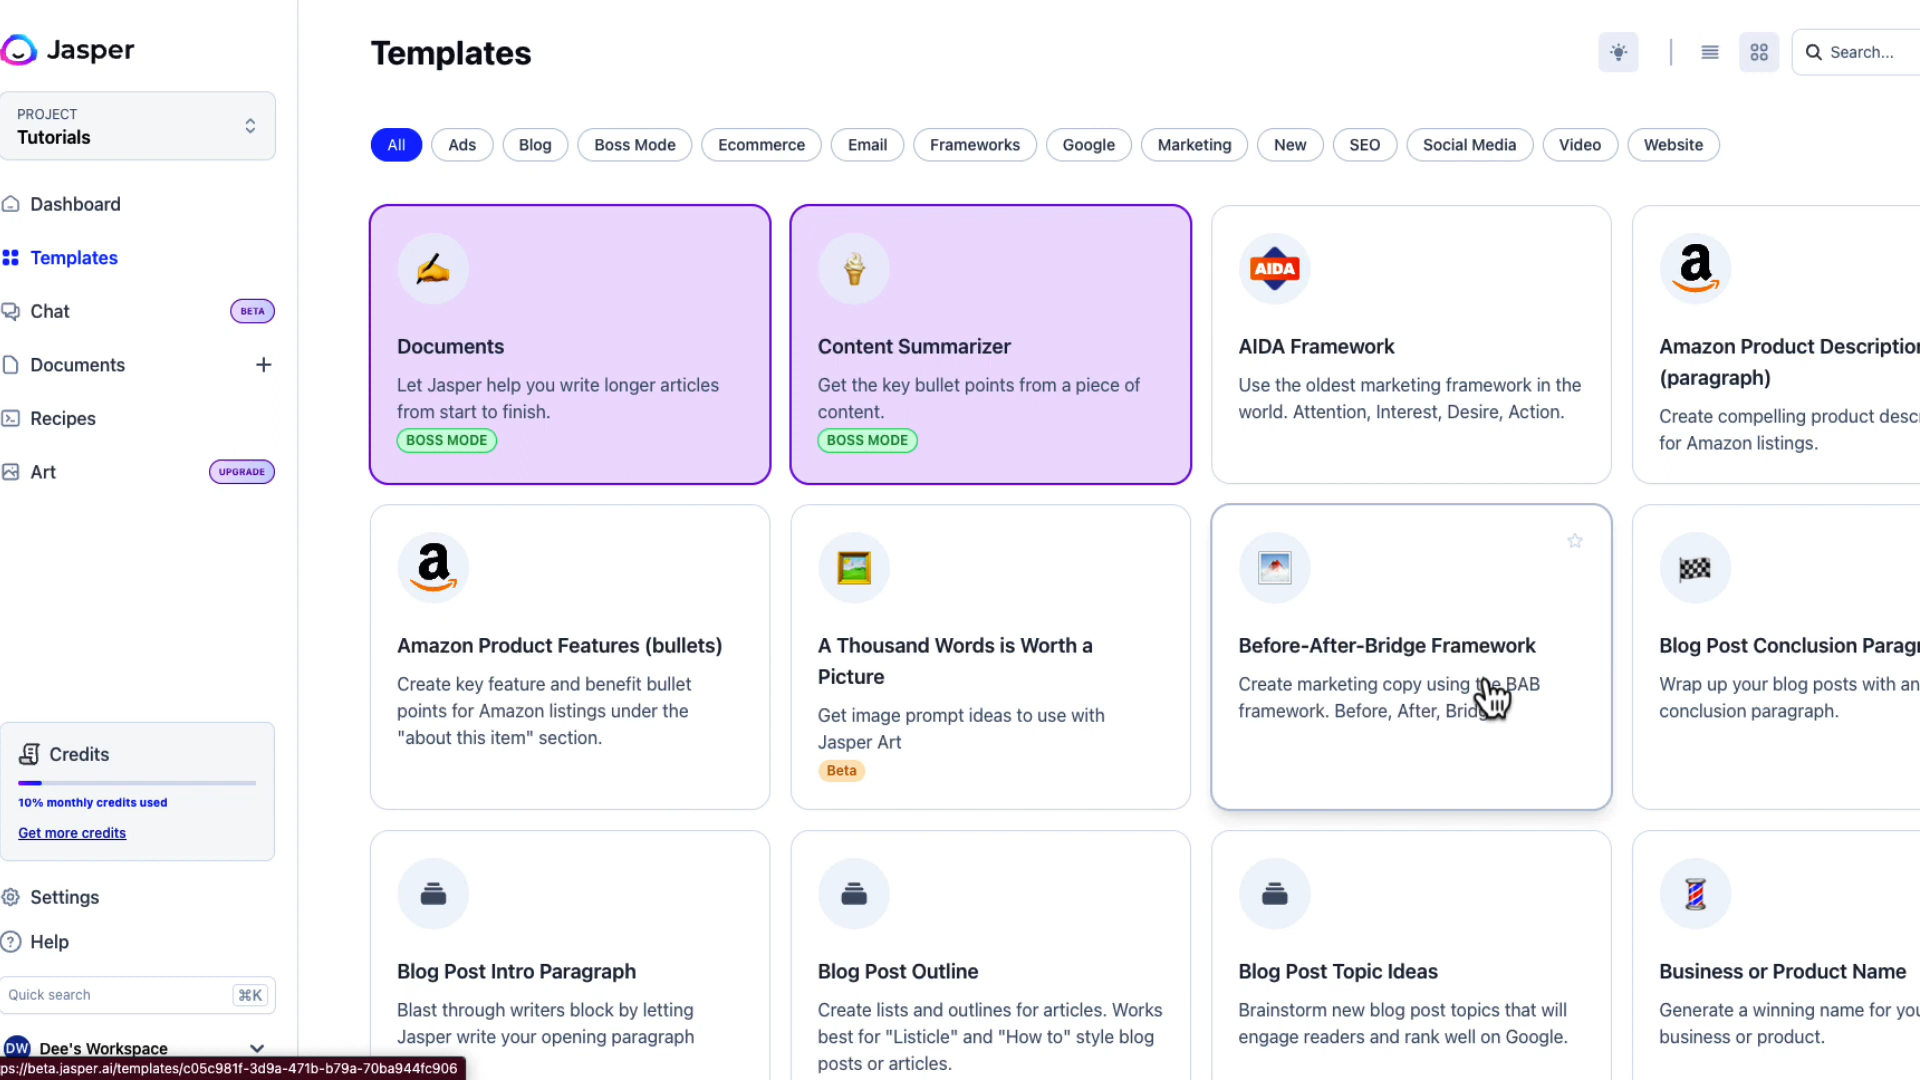 Jasper
PROJECT
Tutorials
Dashboard
Templates
Chat
BETA
Documents
Recipes
Art
UPGRADE
Credits
10% monthly credits used
Get more credits
Settings
Help
Quick search
⌘K
DW
Dee's Workspace
ps://beta.jasper.ai/templates/c05c981f-3d9a-471b-b79a-70ba944fc906
Templates
Search...
All
Ads
Blog
Boss Mode
Ecommerce
Email
Frameworks
Google
Marketing
New
SEO
Social Media
Video
Website
Documents
Let Jasper help you write longer articles
from start to finish.
BOSS MODE
Content Summarizer
Get the key bullet points from a piece of
content.
BOSS MODE
AIDA
AIDA Framework
Use the oldest marketing framework in the
world. Attention, Interest, Desire, Action.
a
Amazon Product Description
(paragraph)
Create compelling product desc
for Amazon listings.
a
Amazon Product Features (bullets)
Create key feature and benefit bullet
points for Amazon listings under the
"about this item" section.
A Thousand Words is Worth a
Picture
Get image prompt ideas to use with
Jasper Art
Beta
Before-After-Bridge Framework
Create marketing copy using the BAB
framework. Before, After, Bridge
Blog Post Conclusion Paragr
Wrap up your blog posts with an
conclusion paragraph.
Blog Post Intro Paragraph
Blast through writers block by letting
Jasper write your opening paragraph
Blog Post Outline
Create lists and outlines for articles. Works
best for "Listicle" and "How to" style blog
posts or articles.
Blog Post Topic Ideas
Brainstorm new blog post topics that will
engage readers and rank well on Google.
Business or Product Name
Generate a winning name for you
business or product.